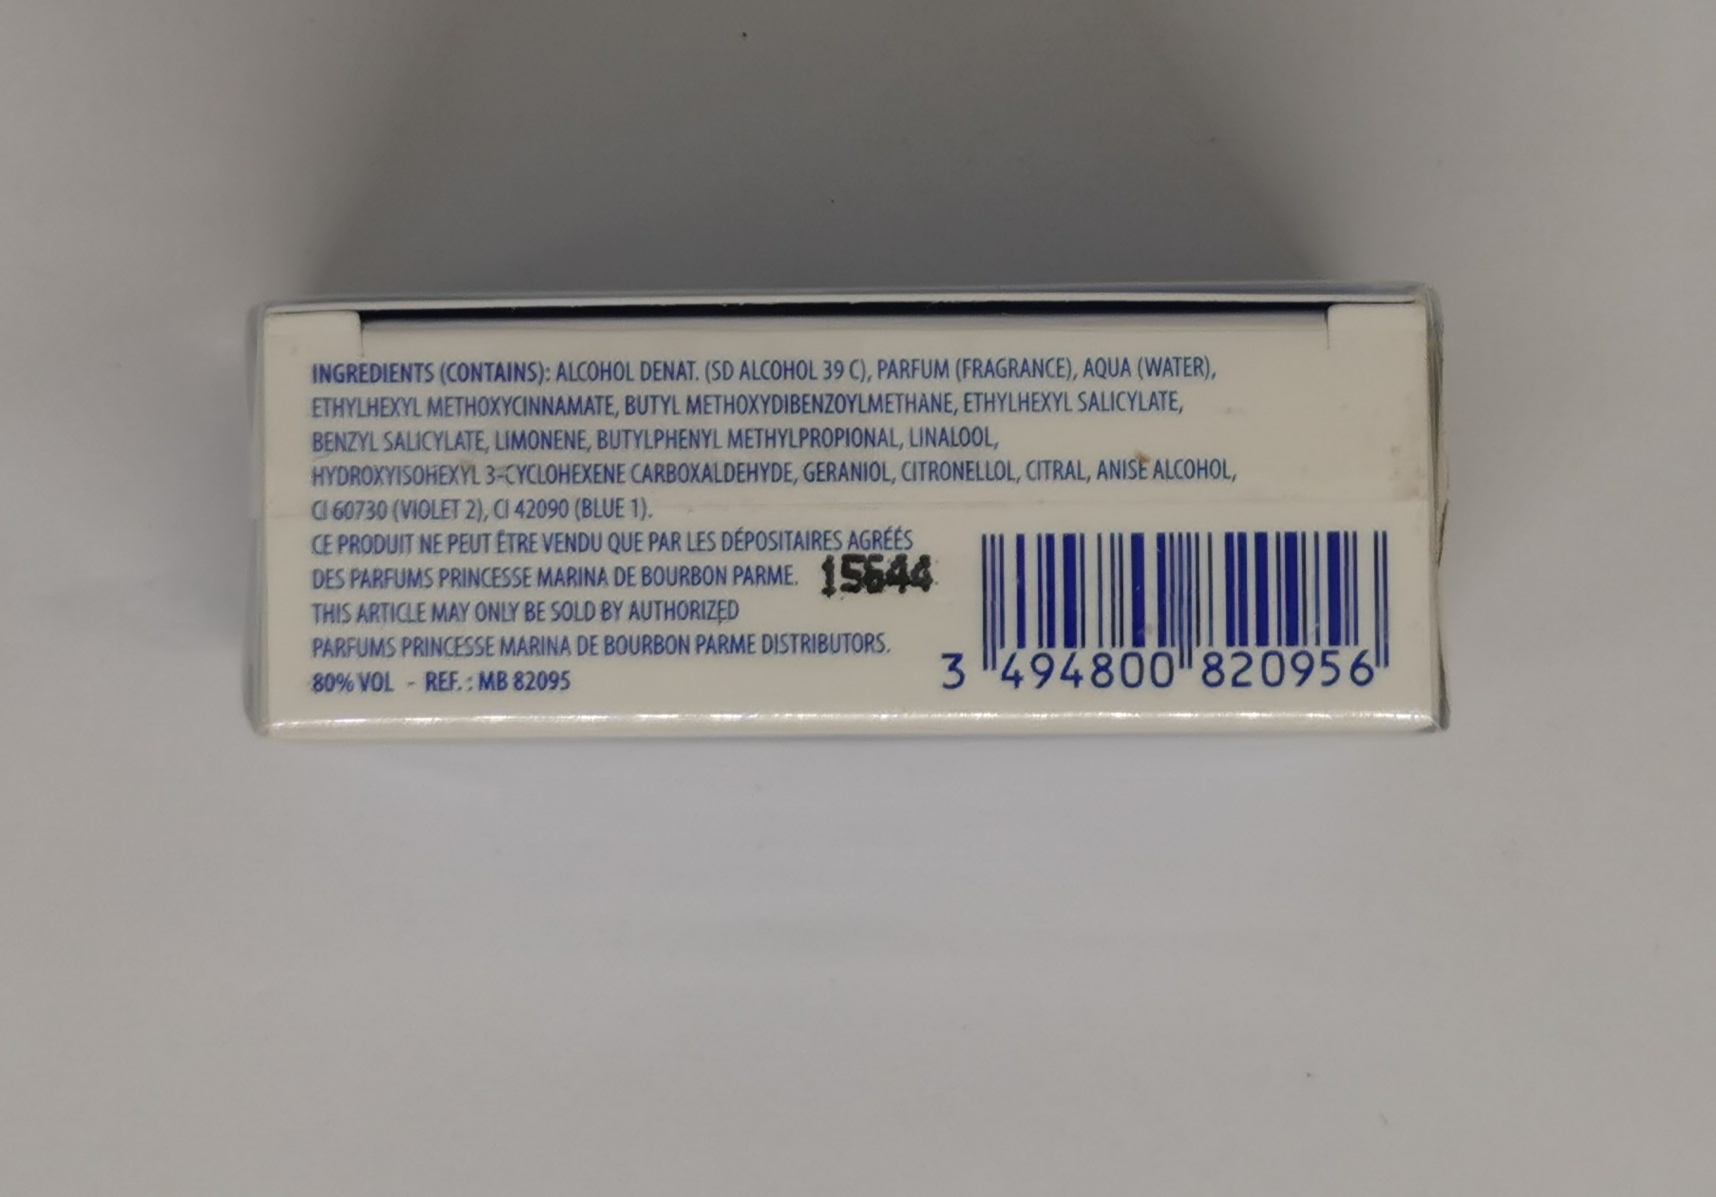 INGREDIENTS (CONTAINS): ALCOHOL DENAT. (SD ALCOHOL 39 C), PARFUM (FRAGRANCE), AQUA (WATER),
ETHYLHEXYL METHOXYCINNAMATE, BUTYL METHOXYDIBENZOYLMETHANE, ETHYLHEXYL SALICYLATE,
BENZYL SALICYLATE, LIMONENE, BUTYLPHENYL METHYLPROPIONAL, LINALOOL,
HYDROXYISOHEXYL 3-CYCLOHEXENE CARBOXALDEHYDE, GERANIOL, CITRONELLOL, CITRAL, ANISE ALCOHOL,
CI 60730 (VIOLET 2), CI 42090 (BLUE 1).
CE PRODUIT NE PEUT ÊTRE VENDU QUE PAR LES DÉPOSITAIRES AGRÉÉS
DES PARFUMS PRINCESSE MARINA DE BOURBON PARME. 15644
THIS ARTICLE MAY ONLY BE SOLD BY AUTHORIZED
PARFUMS PRINCESSE MARINA DE BOURBON PARME DISTRIBUTORS.
80% VOL - REF. : MB 82095
3 494800 820956